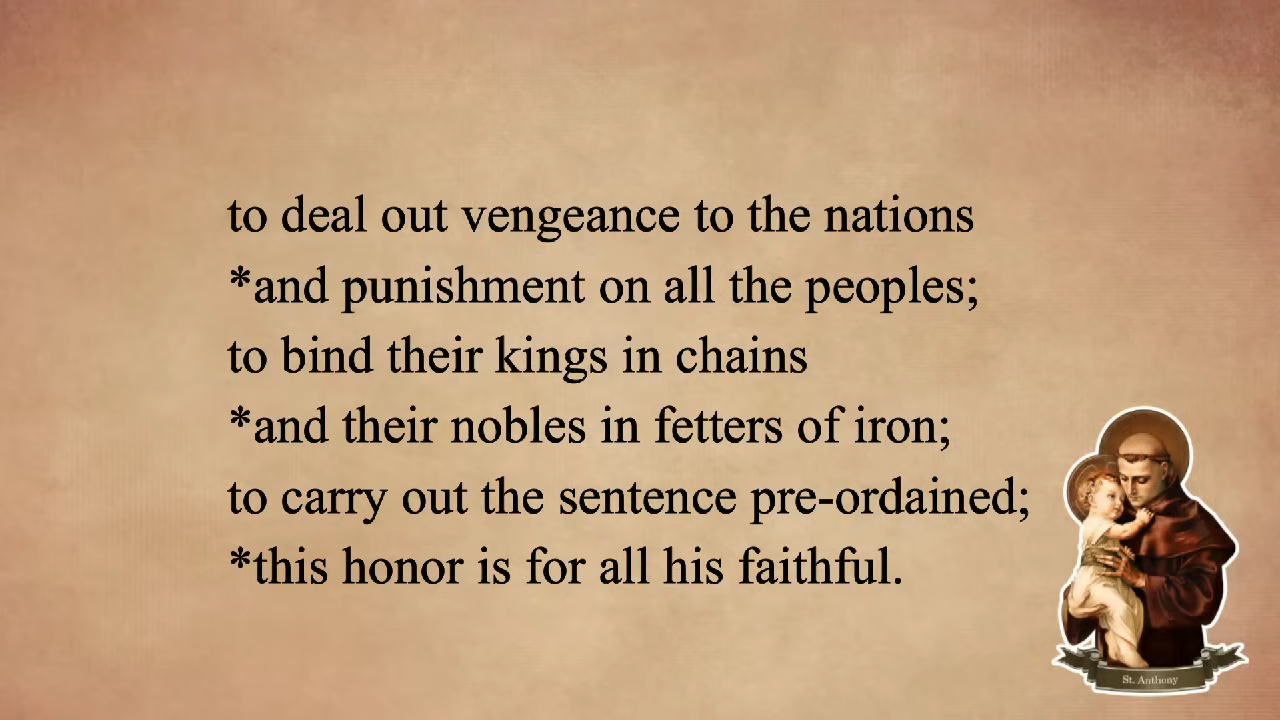 to deal out vengeance to the nations
*and punishment on all the peoples;
to bind their kings in chains
*and their nobles in fetters of iron;
to carry out the sentence pre-ordained;
*this honor is for all his faithful.
St. Anthony